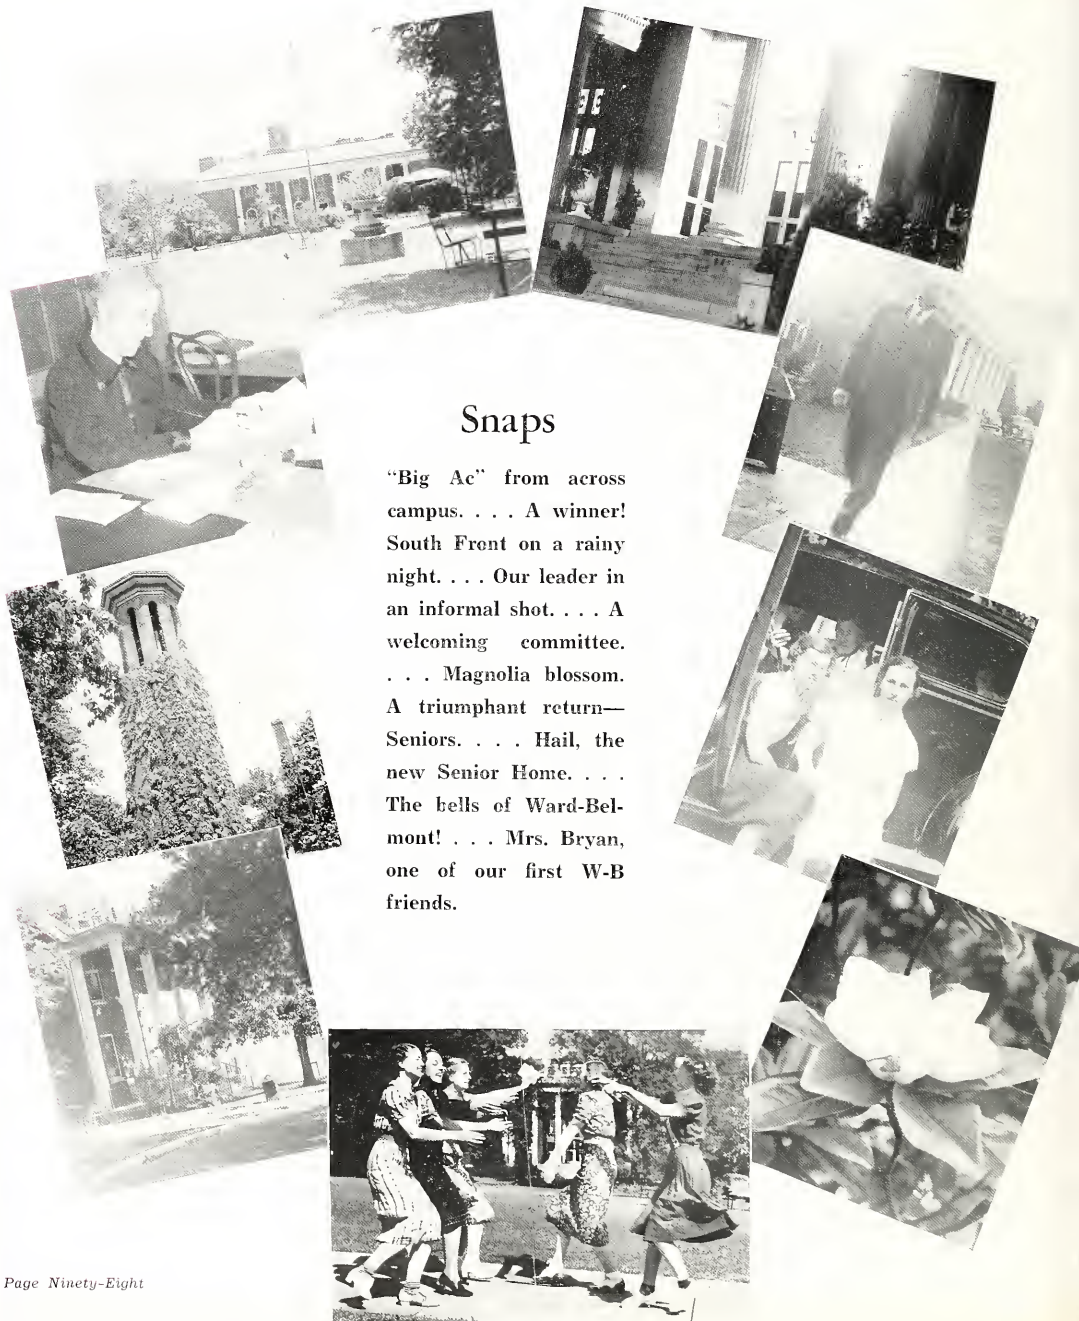 Snaps
"Big Ac" from across
campus. . . . A winner!
South Front on a rainy
night. . . . Our leader in
an informal shot. . . . A
welcoming committee.
. . . Magnolia blossom.
A triumphant return—
Seniors. . . . Hail, the
new Senior Home. . . .
The bells of Ward-Bel-
mont! . . . Mrs. Bryan,
one of our first W-B
friends.
Page Ninety-Eight